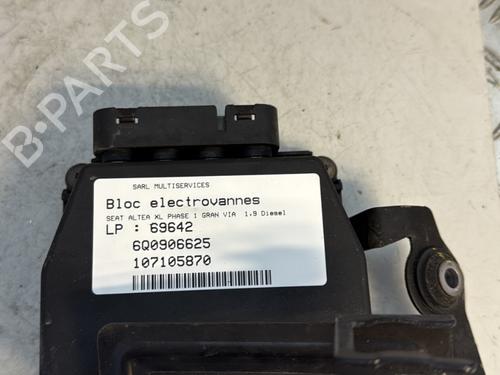 B-PARTS
SARL MULTISERVICES
Bloc electrovannes
SEAT ALTEA XL PHASE 1 GRAN VIA 1.9 Diesel
LP : 69642
6Q0906625
107105870